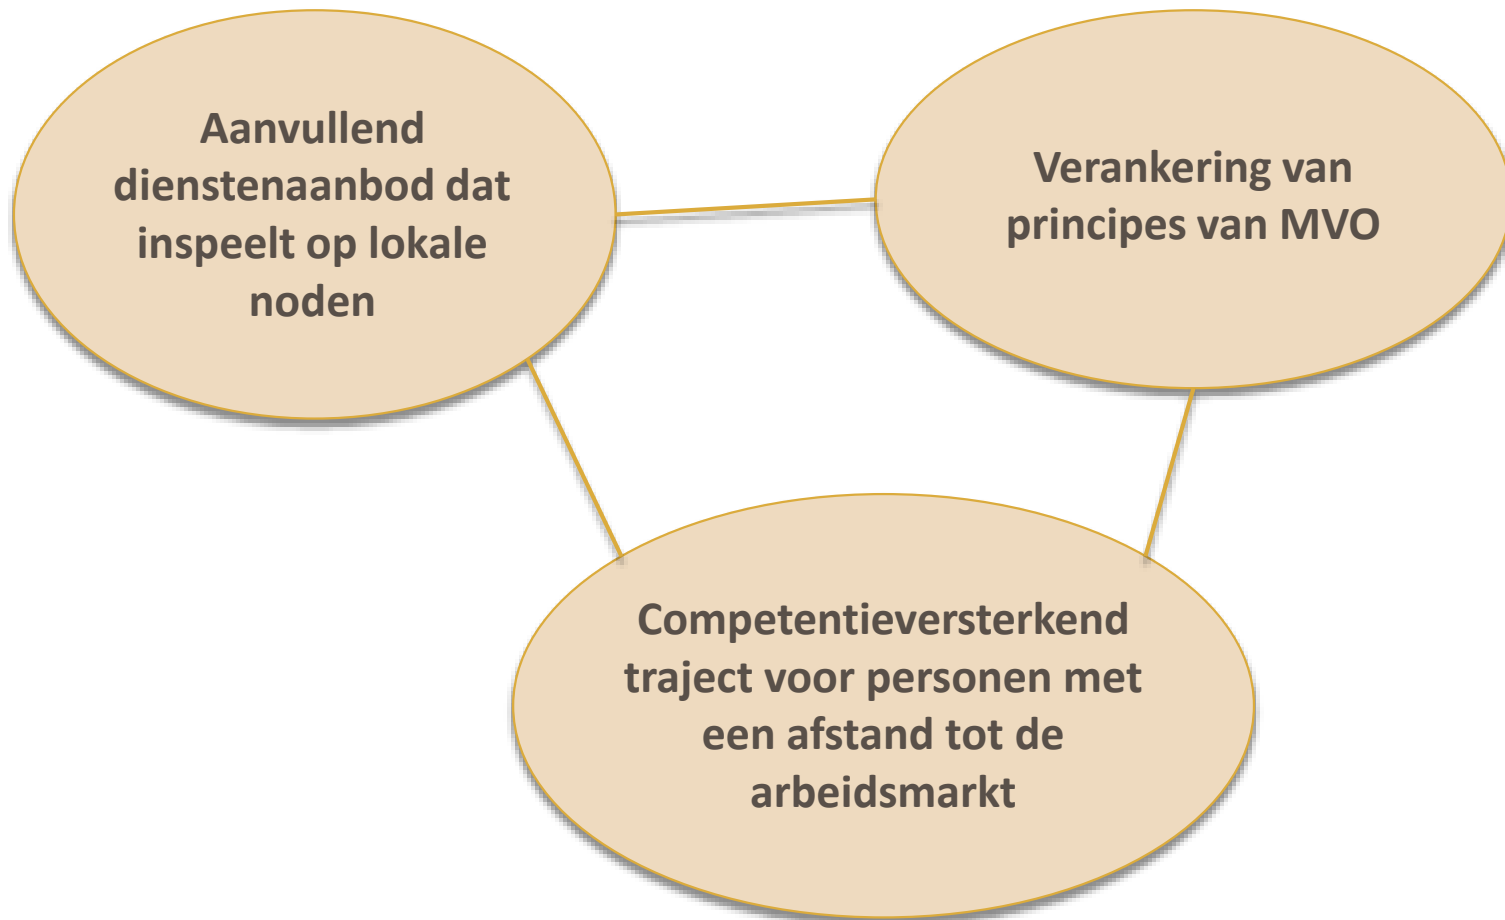 Aanvullend
dienstenaanbod dat
inspeelt op lokale
noden
Verankering van
principes van MVO
Competentieversterkend
traject voor personen met
een afstand tot de
arbeidsmarkt